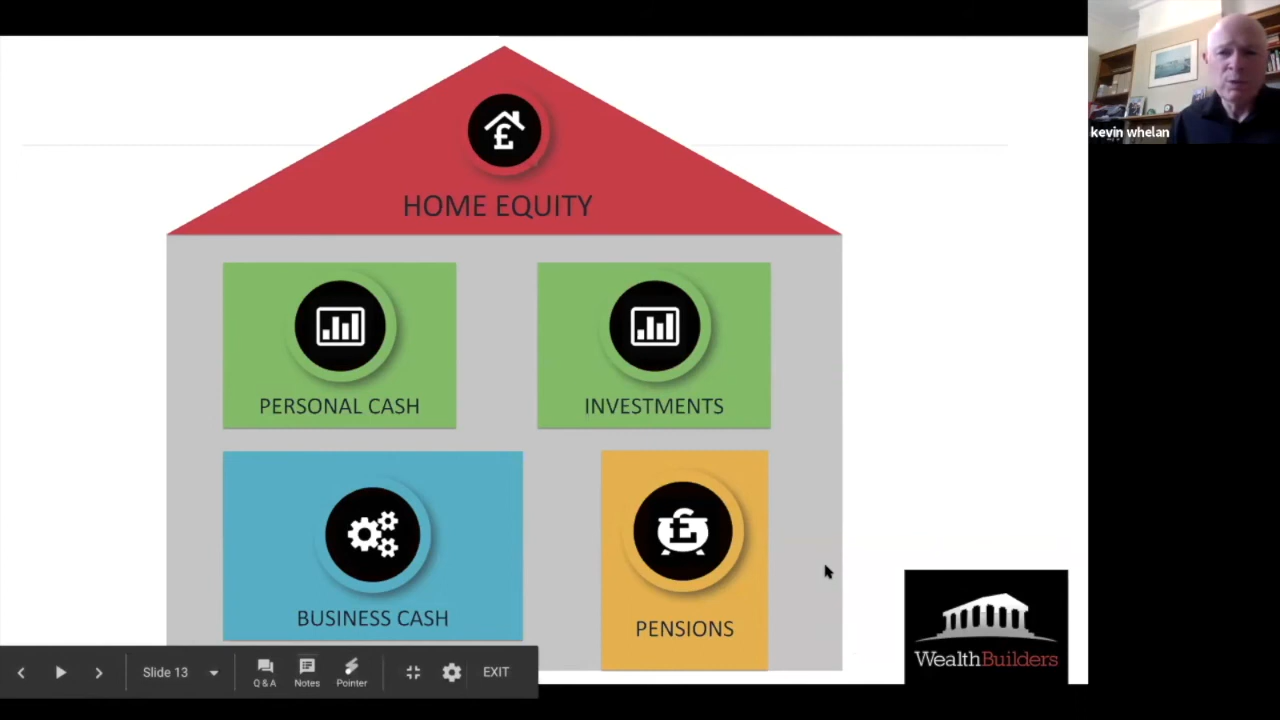 HOME EQUITY
kevin whelan
PERSONAL CASH
INVESTMENTS
BUSINESS CASH
PENSIONS
WealthBuilders
Slide 13
Q & A
Notes
Pointer
EXIT